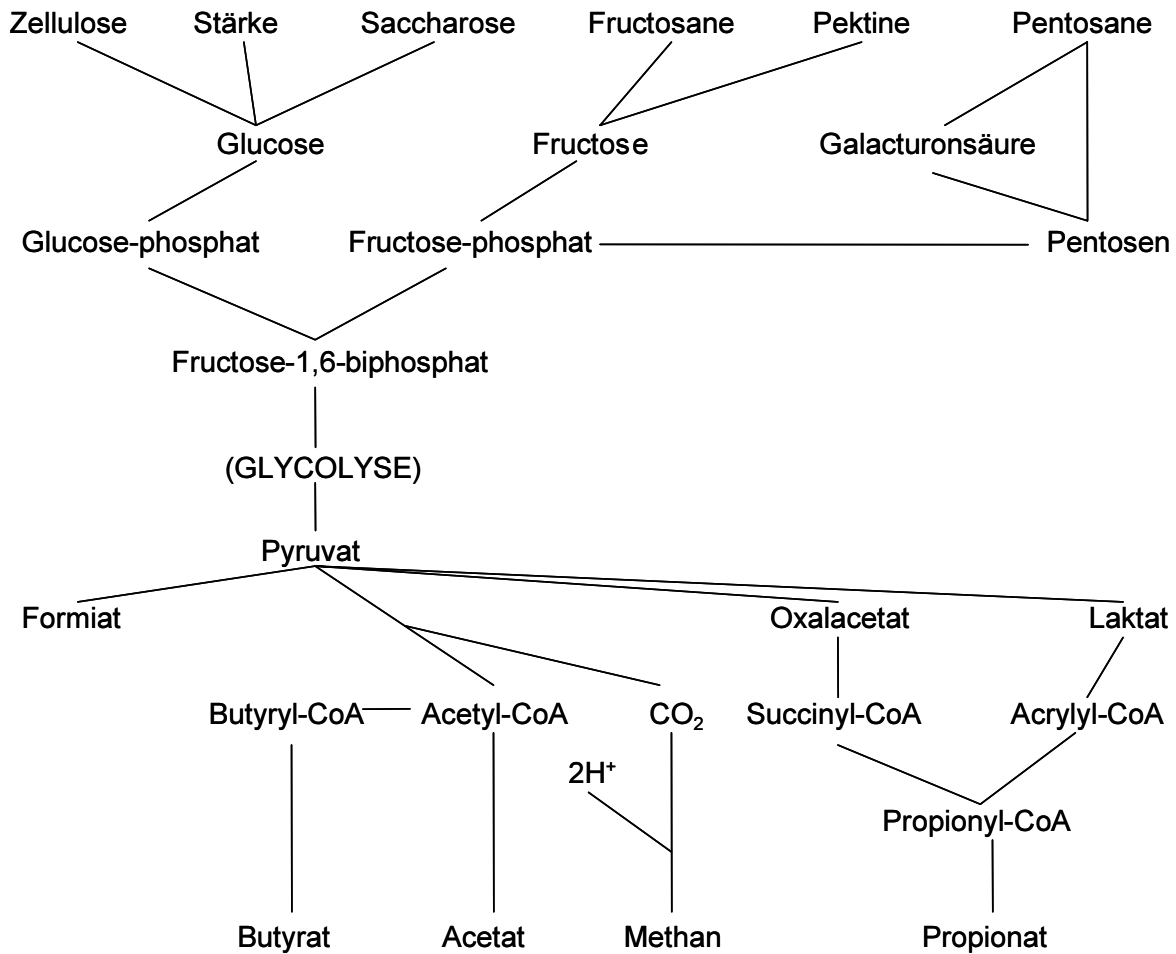 Zellulose Stärke Saccharose Fructosane Pektine Pentosane
Glucose Fructose Galacturonsäure
Glucose-phosphat Fructose-phosphat Pentosen
Fructose-1,6-biphosphat
(GLYCOLYSE)
Pyruvat
Formiat Oxalacetat Laktat
Butyryl-CoA Acetyl-CoA CO₂ Succinyl-CoA Acrylyl-CoA
2H⁺
Propionyl-CoA
Butyrat Acetat Methan Propionat